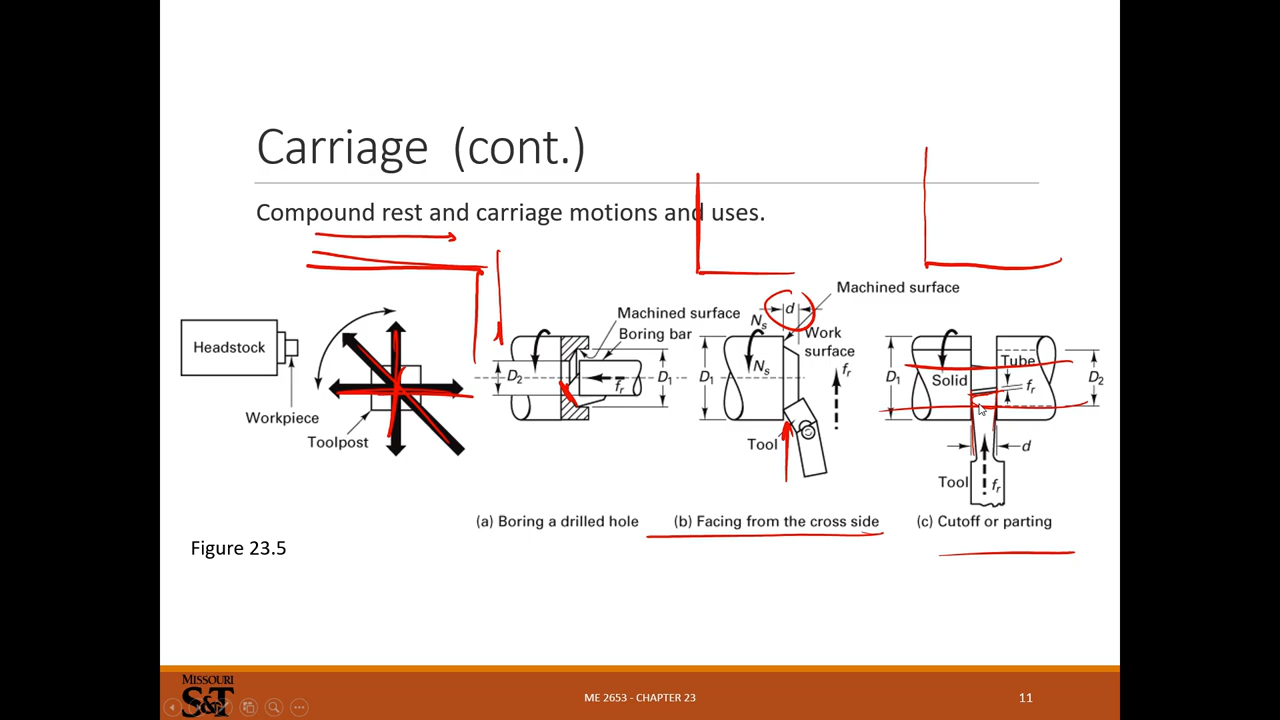 Carriage (cont.)
Compound rest and carriage motions and uses.
Headstock
Workpiece
Toolpost
Machined surface
Boring bar
D2
fr
D1
(a) Boring a drilled hole
Machined surface
d
Ns
Work
surface
Ns
fr
D1
Tool
(b) Facing from the cross side
D1
Solid
Tube
fr
D2
d
Tool
fr
(c) Cutoff or parting
Figure 23.5
MISSOURI
S&T
ME 2653 - CHAPTER 23
11